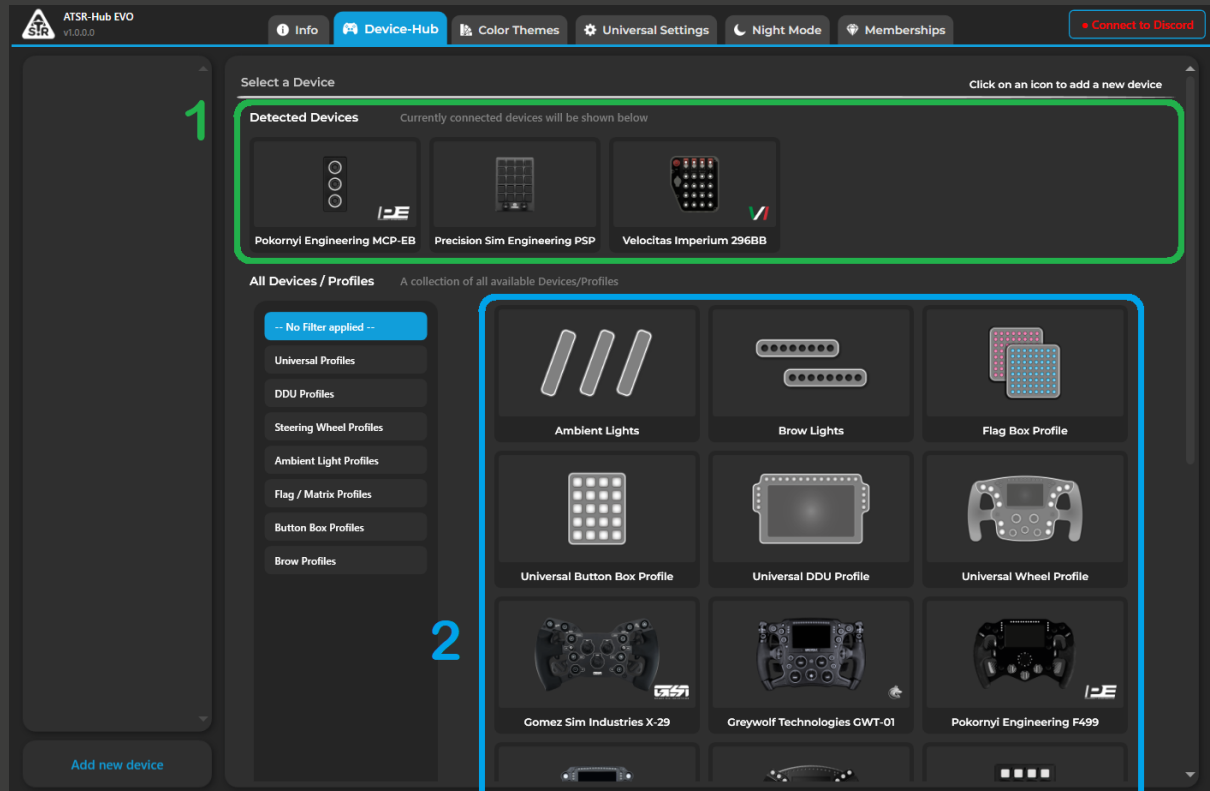 ATSR-Hub EVO
v1.0.0.0
ATSR
Info
Device-Hub
Color Themes
Universal Settings
Night Mode
Memberships
Connect to Discord
Select a Device
Click on an icon to add a new device
1
Detected Devices
Currently connected devices will be shown below
PE
VI
Pokornyi Engineering MCP-EB
Precision Sim Engineering PSP
Velocitas Imperium 296BB
All Devices / Profiles
A collection of all available Devices/Profiles
-- No Filter applied --
Universal Profiles
DDU Profiles
Steering Wheel Profiles
Ambient Light Profiles
Flag / Matrix Profiles
Button Box Profiles
Brow Profiles
2
Ambient Lights
Brow Lights
Flag Box Profile
Universal Button Box Profile
Universal DDU Profile
Universal Wheel Profile
GSI
PE
Gomez Sim Industries X-29
Greywolf Technologies GWT-01
Pokornyi Engineering F499
Add new device